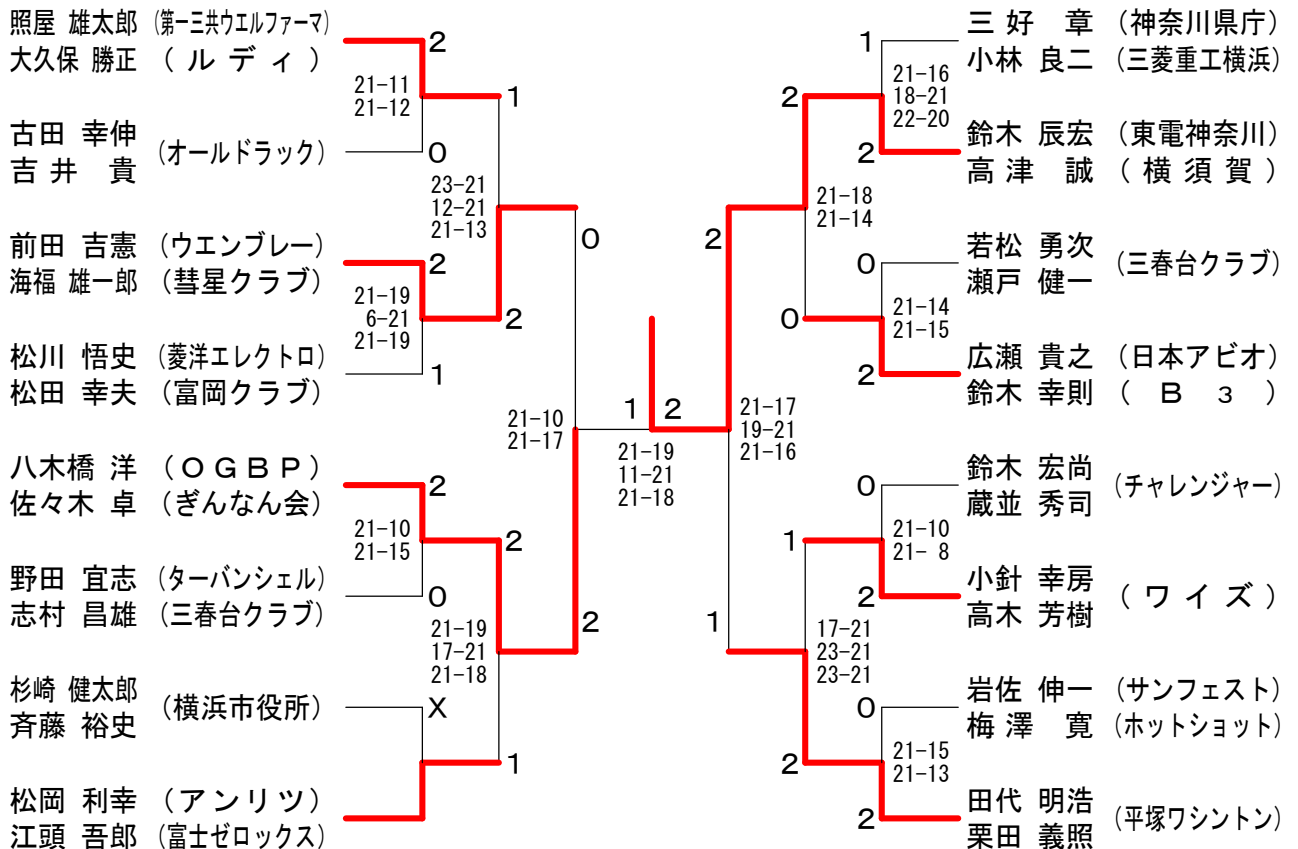 照屋 雄太郎 (第一三共ウエルファーマ)
大久保 勝正 (ルディ)
2
21-11
21-12
1
古田 幸伸
吉井 貴
(オールドラック)
0
23-21
12-21
21-13
0
前田 吉憲 (ウエンブレー)
海福 雄一郎 (彗星クラブ)
2
21-19
6-21
21-19
2
松川 悟史 (菱洋エレクトロ)
松田 幸夫 (富岡クラブ)
1
21-10
21-17
八木橋 洋 (OGBP)
佐々木 卓 (ぎんなん会)
2
21-10
21-15
2
野田 宜志 (ターバンシェル)
志村 昌雄 (三春台クラブ)
0
21-19
17-21
21-18
2
杉崎 健太郎
斉藤 裕史
(横浜市役所)
X
1
松岡 利幸 (アンリツ)
江頭 吾郎 (富士ゼロックス)
1 2
21-19
11-21
21-18
三好 章 (神奈川県庁)
小林 良二 (三菱重工横浜)
1
21-16
18-21
22-20
2
鈴木 辰宏 (東電神奈川)
高津 誠 (横須賀)
2
21-18
21-14
2
若松 勇次
瀬戸 健一
(三春台クラブ)
0
21-14
21-15
0
広瀬 貴之 (日本アビオ)
鈴木 幸則 (B3)
2
21-17
19-21
21-16
鈴木 宏尚
蔵並 秀司
(チャレンジャー)
0
21-10
21- 8
1
小針 幸房
高木 芳樹
(ワイズ)
2
17-21
23-21
23-21
1
岩佐 伸一 (サンフェスト)
梅澤 寛 (ホットショット)
0
21-15
21-13
2
田代 明浩
栗田 義照
(平塚ワシントン)
2